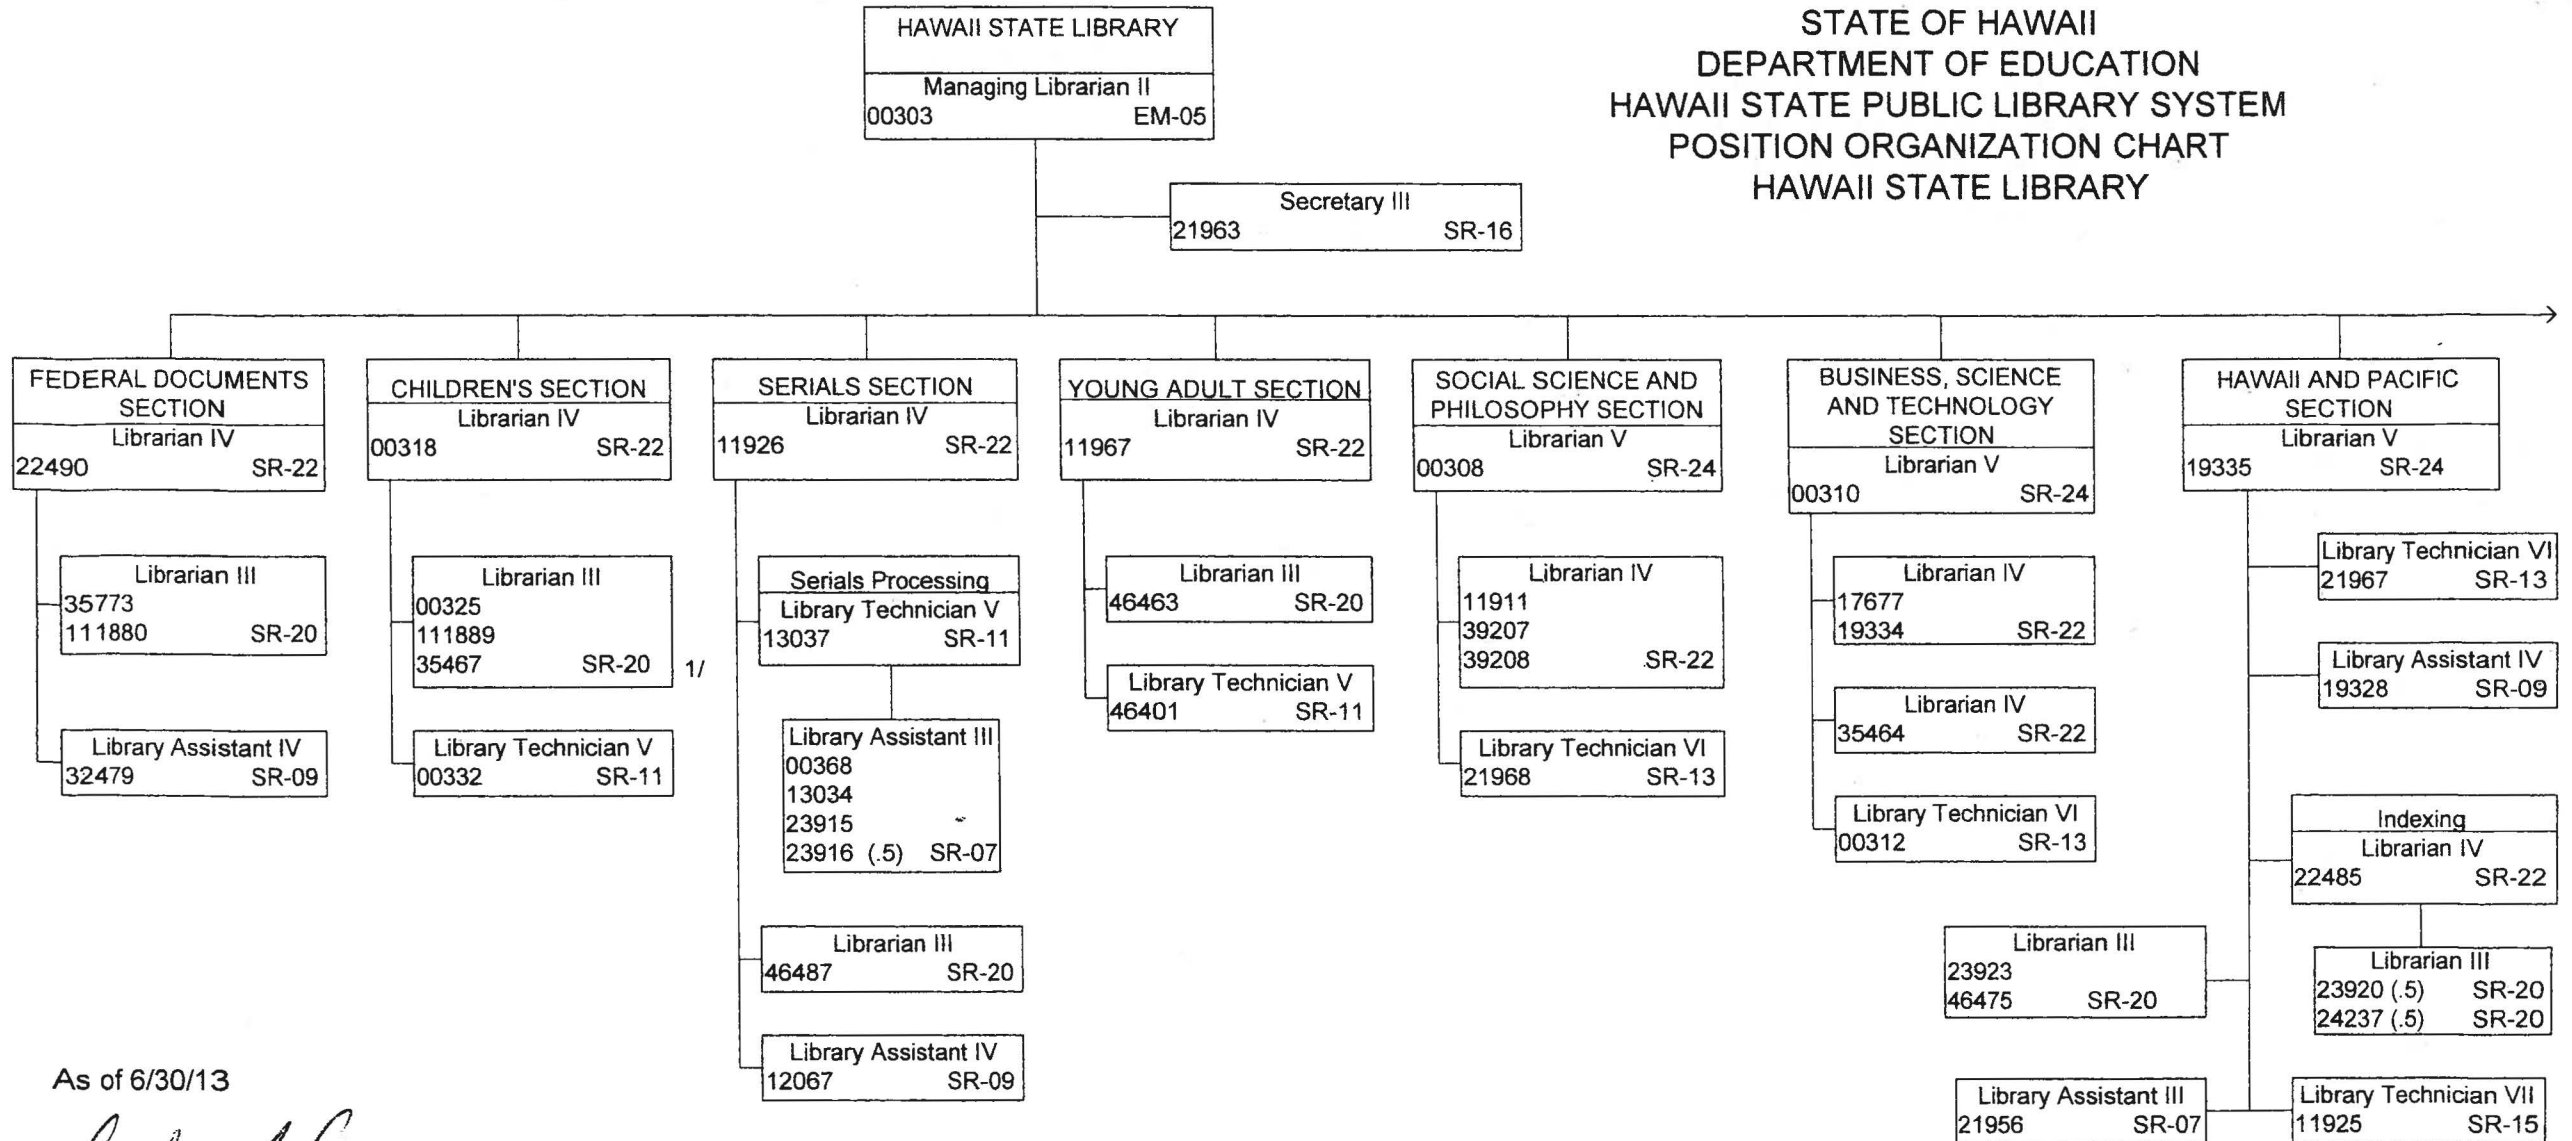 STATE OF HAWAII
DEPARTMENT OF EDUCATION
HAWAII STATE PUBLIC LIBRARY SYSTEM
POSITION ORGANIZATION CHART
HAWAII STATE LIBRARY
HAWAII STATE LIBRARY
Managing Librarian II
00303 EM-05
Secretary III
21963 SR-16
FEDERAL DOCUMENTS
SECTION
Librarian IV
22490 SR-22
Librarian III
35773
111880 SR-20
Library Assistant IV
32479 SR-09
CHILDREN'S SECTION
Librarian IV
00318 SR-22
Librarian III
00325
111889
35467 SR-20 1/
Library Technician V
00332 SR-11
SERIALS SECTION
Librarian IV
11926 SR-22
Serials Processing
Library Technician V
13037 SR-11
Library Assistant III
00368
13034
23915
23916 (.5) SR-07
Librarian III
46487 SR-20
Library Assistant IV
12067 SR-09
YOUNG ADULT SECTION
Librarian IV
11967 SR-22
Librarian III
46463 SR-20
Library Technician V
46401 SR-11
SOCIAL SCIENCE AND
PHILOSOPHY SECTION
Librarian V
00308 SR-24
Librarian IV
11911
39207
39208 SR-22
Library Technician VI
21968 SR-13
BUSINESS, SCIENCE
AND TECHNOLOGY
SECTION
Librarian V
00310 SR-24
Librarian IV
17677
19334 SR-22
Librarian IV
35464 SR-22
Library Technician VI
00312 SR-13
HAWAII AND PACIFIC
SECTION
Librarian V
19335 SR-24
Library Technician VI
21967 SR-13
Library Assistant IV
19328 SR-09
Indexing
Librarian IV
22485 SR-22
Librarian III
23920 (.5) SR-20
24237 (.5) SR-20
Librarian III
23923
46475 SR-20
Library Assistant III
21956 SR-07
Library Technician VII
11925 SR-15
As of 6/30/13